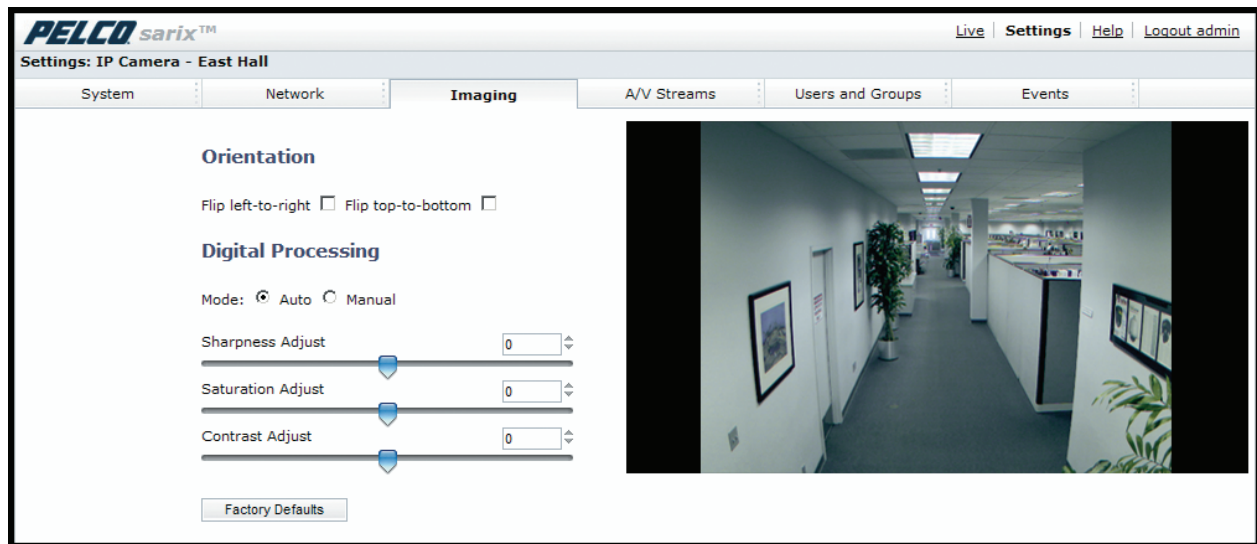 PELCO sarix™
Live | Settings | Help | Logout admin
Settings: IP Camera - East Hall
System Network Imaging A/V Streams Users and Groups Events
Orientation
Flip left-to-right Flip top-to-bottom
Digital Processing
Mode: Auto Manual
Sharpness Adjust 0
Saturation Adjust 0
Contrast Adjust 0
Factory Defaults